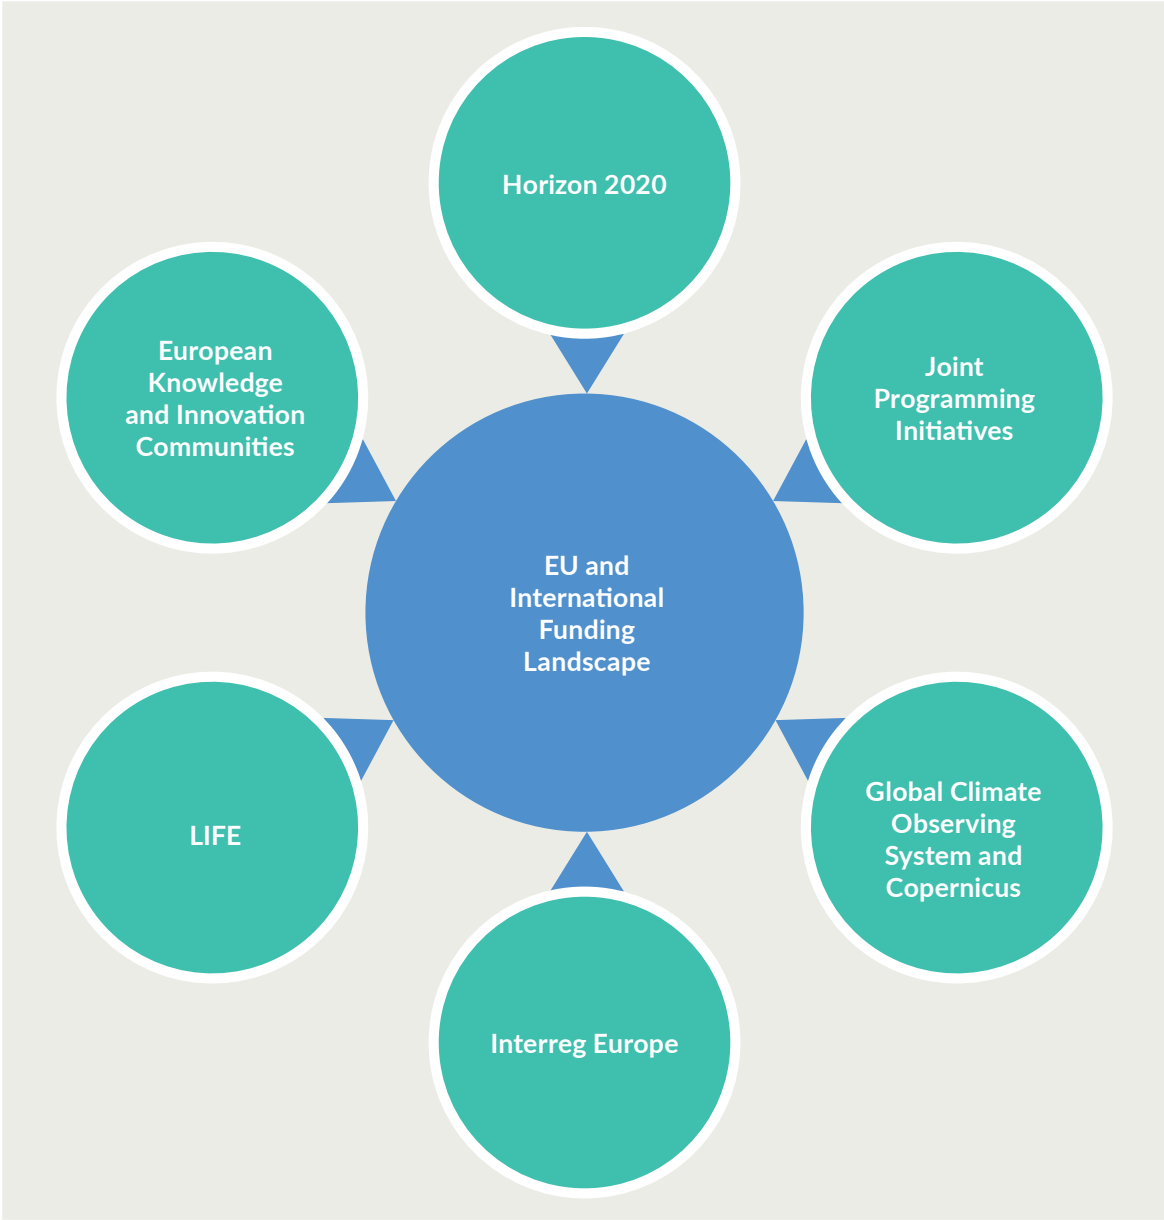 Horizon 2020
European
Knowledge
and Innovation
Communities
Joint
Programming
Initiatives
EU and
International
Funding
Landscape
LIFE
Global Climate
Observing
System and
Copernicus
Interreg Europe